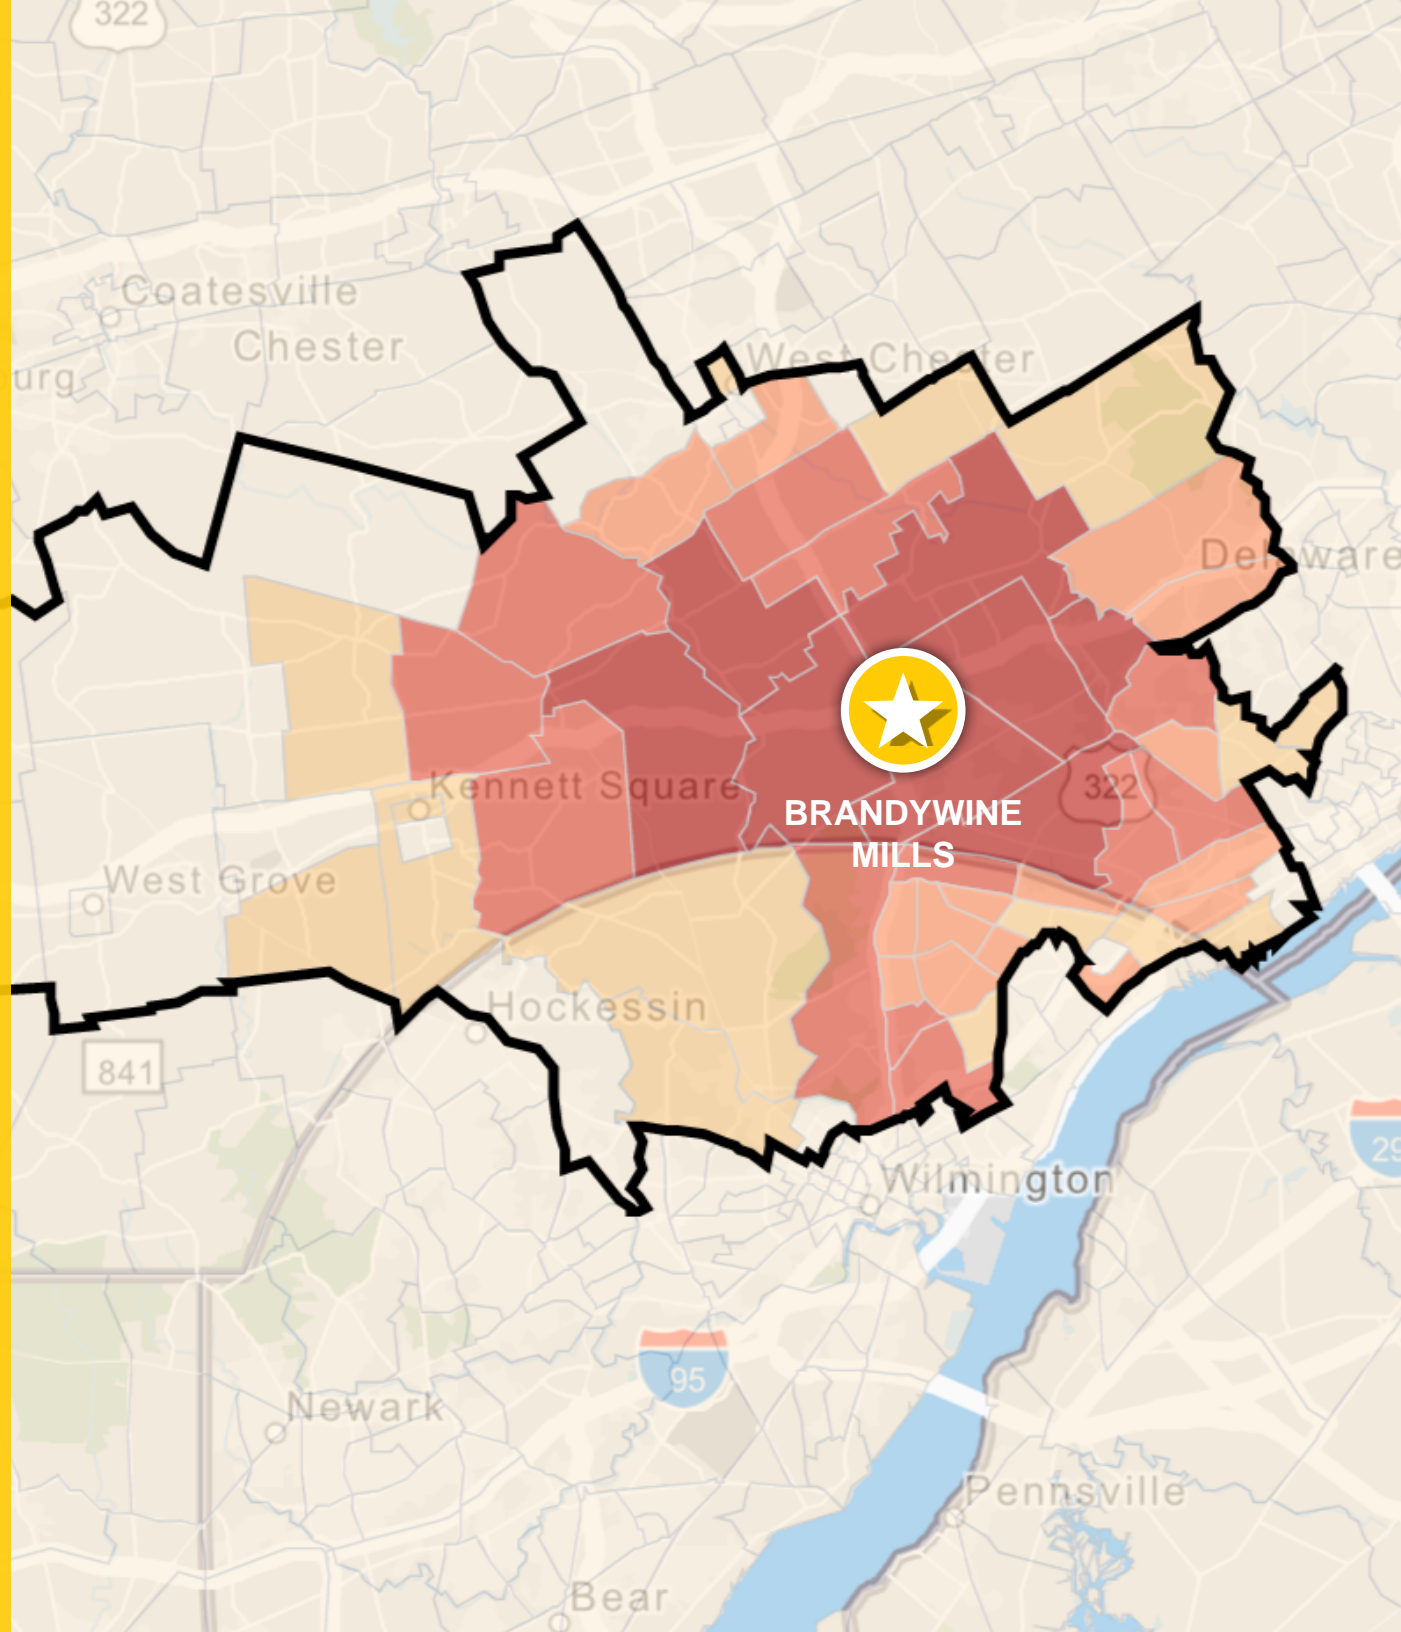 322
Coatesville
Chester
West Chester
urg
Delaware
Kennett Square
322
BRANDYWINE
MILLS
West Grove
Hockessin
841
29
Wilmington
95
Newark
Pennsville
Bear